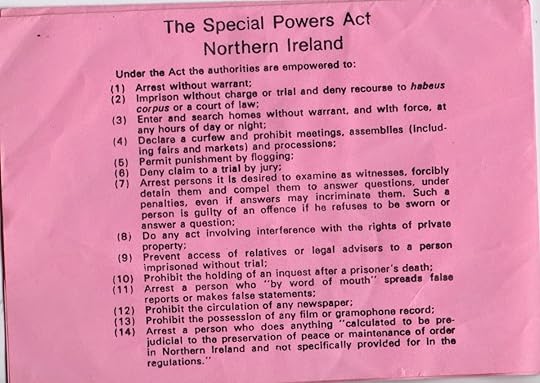 The Special Powers Act
Northern Ireland
Under the Act the authorities are empowered to:
(1) Arrest without warrant;
(2) Imprison without charge or trial and deny recourse to habeus
corpus or a court of law;
(3) Enter and search homes without warrant, and with force, at
any hours of day or night;
(4) Declare a curfew and prohibit meetings, assemblies (includ-
ing fairs and markets) and processions;
(5) Permit punishment by flogging;
(6) Deny claim to a trial by jury;
(7) Arrest persons it is desired to examine as witnesses, forcibly
detain them and compel them to answer questions, under
penalties, even if answers may incriminate them. Such a
person is guilty of an offence if he refuses to be sworn or
answer a question;
(8) Do any act involving interference with the rights of private
property;
(9) Prevent access of relatives or legal advisers to a person
imprisoned without trial;
(10) Prohibit the holding of an inquest after a prisoner's death;
(11) Arrest a person who "by word of mouth" spreads false
reports or makes false statements;
(12) Prohibit the circulation of any newspaper;
(13) Prohibit the possession of any film or gramophone record;
(14) Arrest a person who does anything "calculated to be pre-
judicial to the preservation of peace or maintenance of order
in Northern Ireland and not specifically provided for in the
regulations."